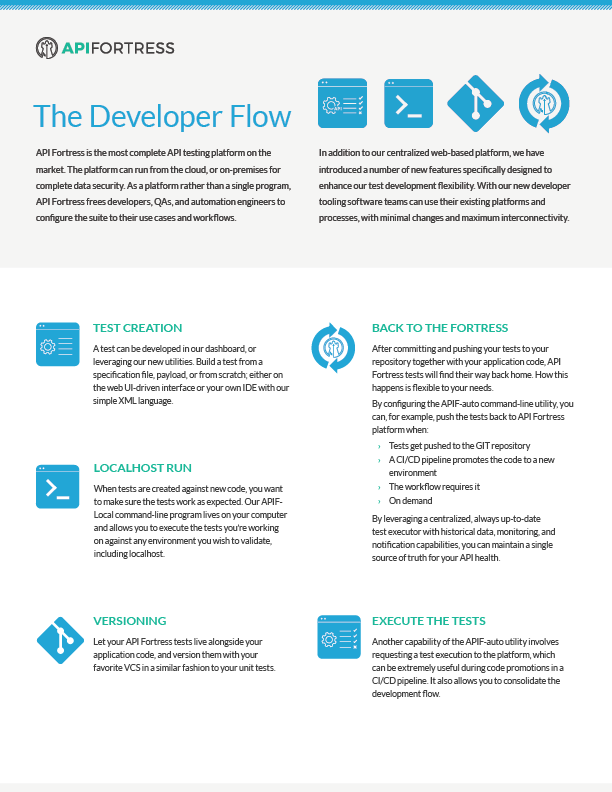 APIFORTRESS
The Developer Flow
API Fortress is the most complete API testing platform on the
market. The platform can run from the cloud, or on-premises for
complete data security. As a platform rather than a single program,
API Fortress frees developers, QAs, and automation engineers to
configure the suite to their use cases and workflows.
In addition to our centralized web-based platform, we have
introduced a number of new features specifically designed to
enhance our test development flexibility. With our new developer
tooling software teams can use their existing platforms and
processes, with minimal changes and maximum interconnectivity.
TEST CREATION
A test can be developed in our dashboard, or
leveraging our new utilities. Build a test from a
specification file, payload, or from scratch; either on
the web UI-driven interface or your own IDE with our
simple XML language.
LOCALHOST RUN
When tests are created against new code, you want
to make sure the tests work as expected. Our APIF-
Local command-line program lives on your computer
and allows you to execute the tests you're working
on against any environment you wish to validate,
including localhost.
VERSIONING
Let your API Fortress tests live alongside your
application code, and version them with your
favorite VCS in a similar fashion to your unit tests.
BACK TO THE FORTRESS
After committing and pushing your tests to your
repository together with your application code, API
Fortress tests will find their way back home. How this
happens is flexible to your needs.
By configuring the APIF-auto command-line utility, you
can, for example, push the tests back to API Fortress
platform when:
› Tests get pushed to the GIT repository
› A CI/CD pipeline promotes the code to a new
environment
› The workflow requires it
› On demand
By leveraging a centralized, always up-to-date
test executor with historical data, monitoring, and
notification capabilities, you can maintain a single
source of truth for your API health.
EXECUTE THE TESTS
Another capability of the APIF-auto utility involves
requesting a test execution to the platform, which
can be extremely useful during code promotions in a
CI/CD pipeline. It also allows you to consolidate the
development flow.